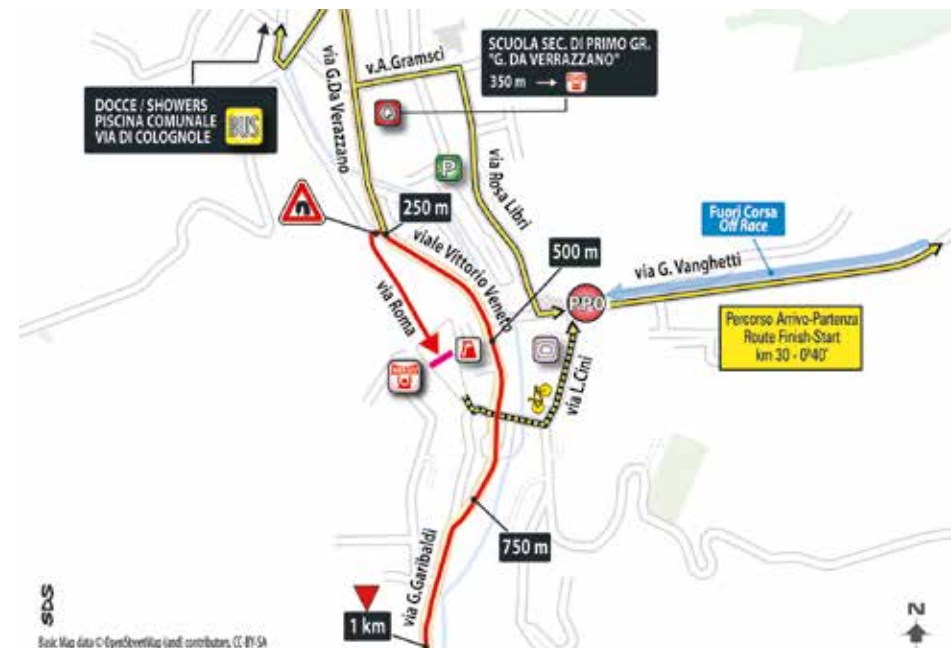 SCUOLA SEC. DI PRIMO GR.
"G. DA VERRAZZANO"
350 m
v.A.Gramsci
via G.Da Verazzano
DOCCE / SHOWERS
PISCINA COMUNALE
VIA DI COLOGNOLE
BUS
P
via Rosa Libri
250 m
viale Vittorio Veneto
500 m
Fuori Corsa
Off Race
via G. Vanghetti
PPO
via Roma
Percorso Arrivo-Partenza
Route Finish-Start
km 30 - 0h40'
via L.Cini
750 m
via G.Garibaldi
1 km
SDS
N
Basic Map data © OpenStreetMap (and) contributors, CC-BY-SA